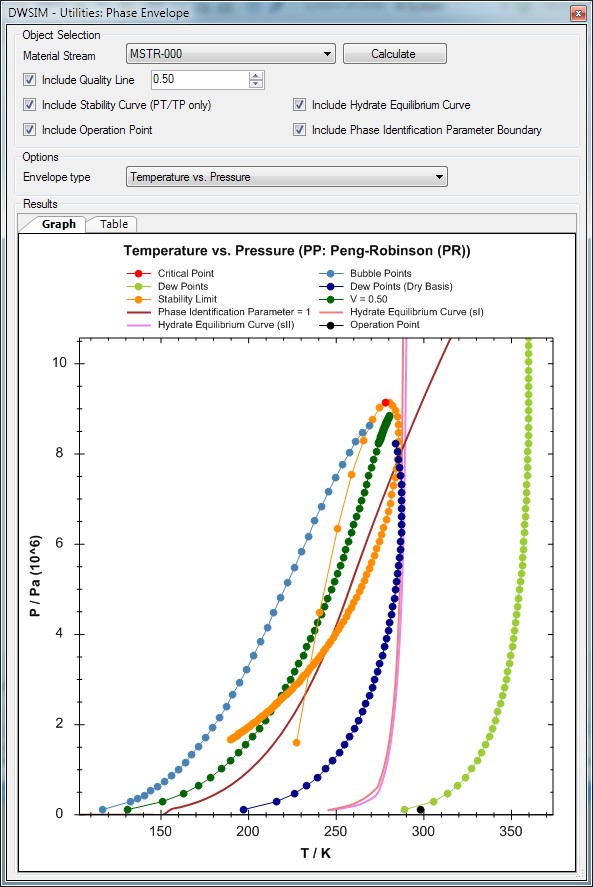 DWSIM - Utilities: Phase Envelope
Object Selection
Material Stream MSTR-000 Calculate
Include Quality Line 0.50
Include Stability Curve (PT/TP only) Include Hydrate Equilibrium Curve
Include Operation Point Include Phase Identification Parameter Boundary
Options
Envelope type Temperature vs. Pressure
Results
Graph Table
Temperature vs. Pressure (PP: Peng-Robinson (PR))
Critical Point Bubble Points
Dew Points Dew Points (Dry Basis)
Stability Limit V = 0.50
Phase Identification Parameter = 1 Hydrate Equilibrium Curve (sI)
Hydrate Equilibrium Curve (sII) Operation Point
10
8
6
4
2
0
P / Pa (10^6)
150 200 250 300 350
T / K